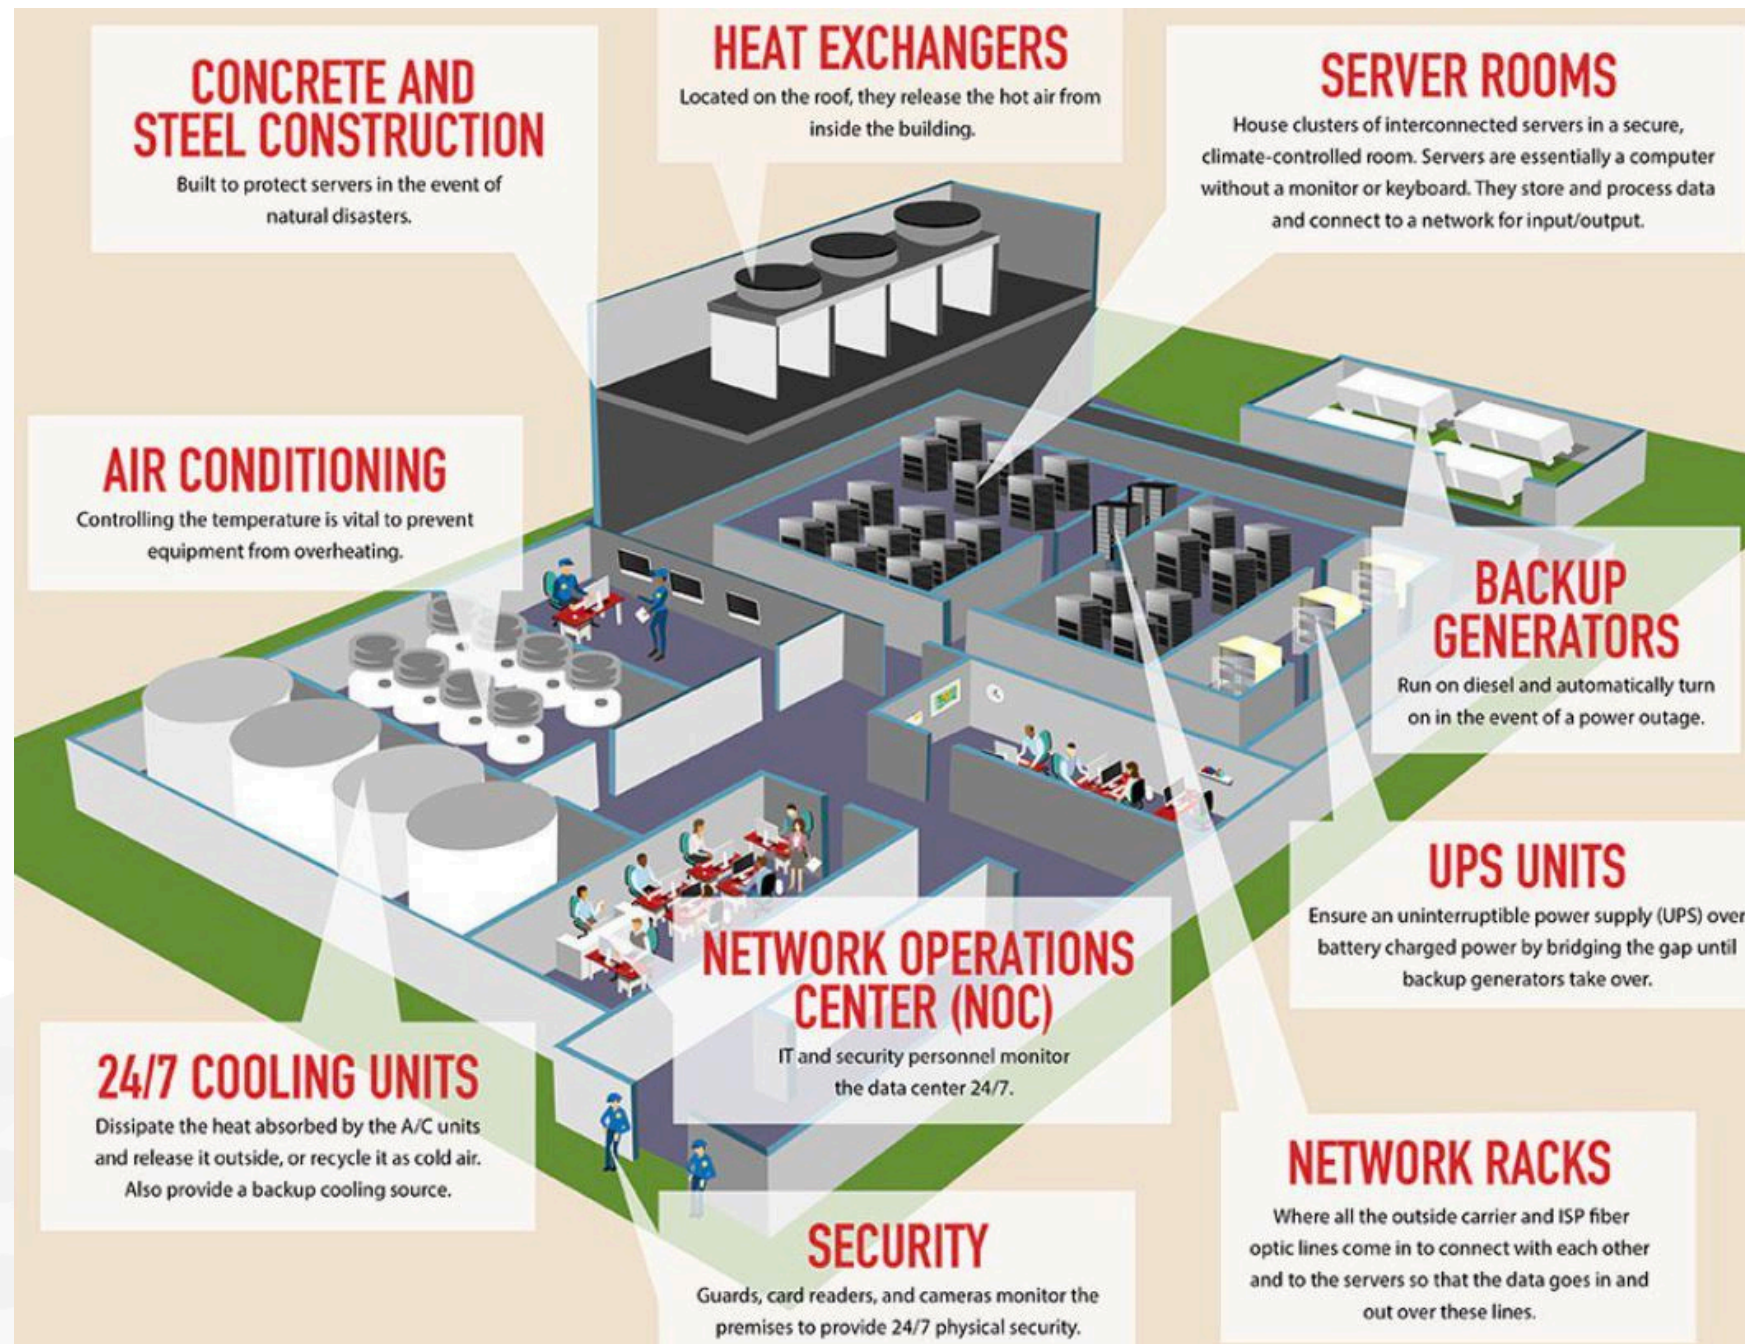 CONCRETE AND
STEEL CONSTRUCTION
Built to protect servers in the event of
natural disasters.
HEAT EXCHANGERS
Located on the roof, they release the hot air from
inside the building.
SERVER ROOMS
House clusters of interconnected servers in a secure,
climate-controlled room. Servers are essentially a computer
without a monitor or keyboard. They store and process data
and connect to a network for input/output.
AIR CONDITIONING
Controlling the temperature is vital to prevent
equipment from overheating.
BACKUP
GENERATORS
Run on diesel and automatically turn
on in the event of a power outage.
UPS UNITS
Ensure an uninterruptible power supply (UPS) over
battery charged power by bridging the gap until
backup generators take over.
NETWORK OPERATIONS
CENTER (NOC)
IT and security personnel monitor
the data center 24/7.
24/7 COOLING UNITS
Dissipate the heat absorbed by the A/C units
and release it outside, or recycle it as cold air.
Also provide a backup cooling source.
NETWORK RACKS
Where all the outside carrier and ISP fiber
optic lines come in to connect with each other
and to the servers so that the data goes in and
out over these lines.
SECURITY
Guards, card readers, and cameras monitor the
premises to provide 24/7 physical security.